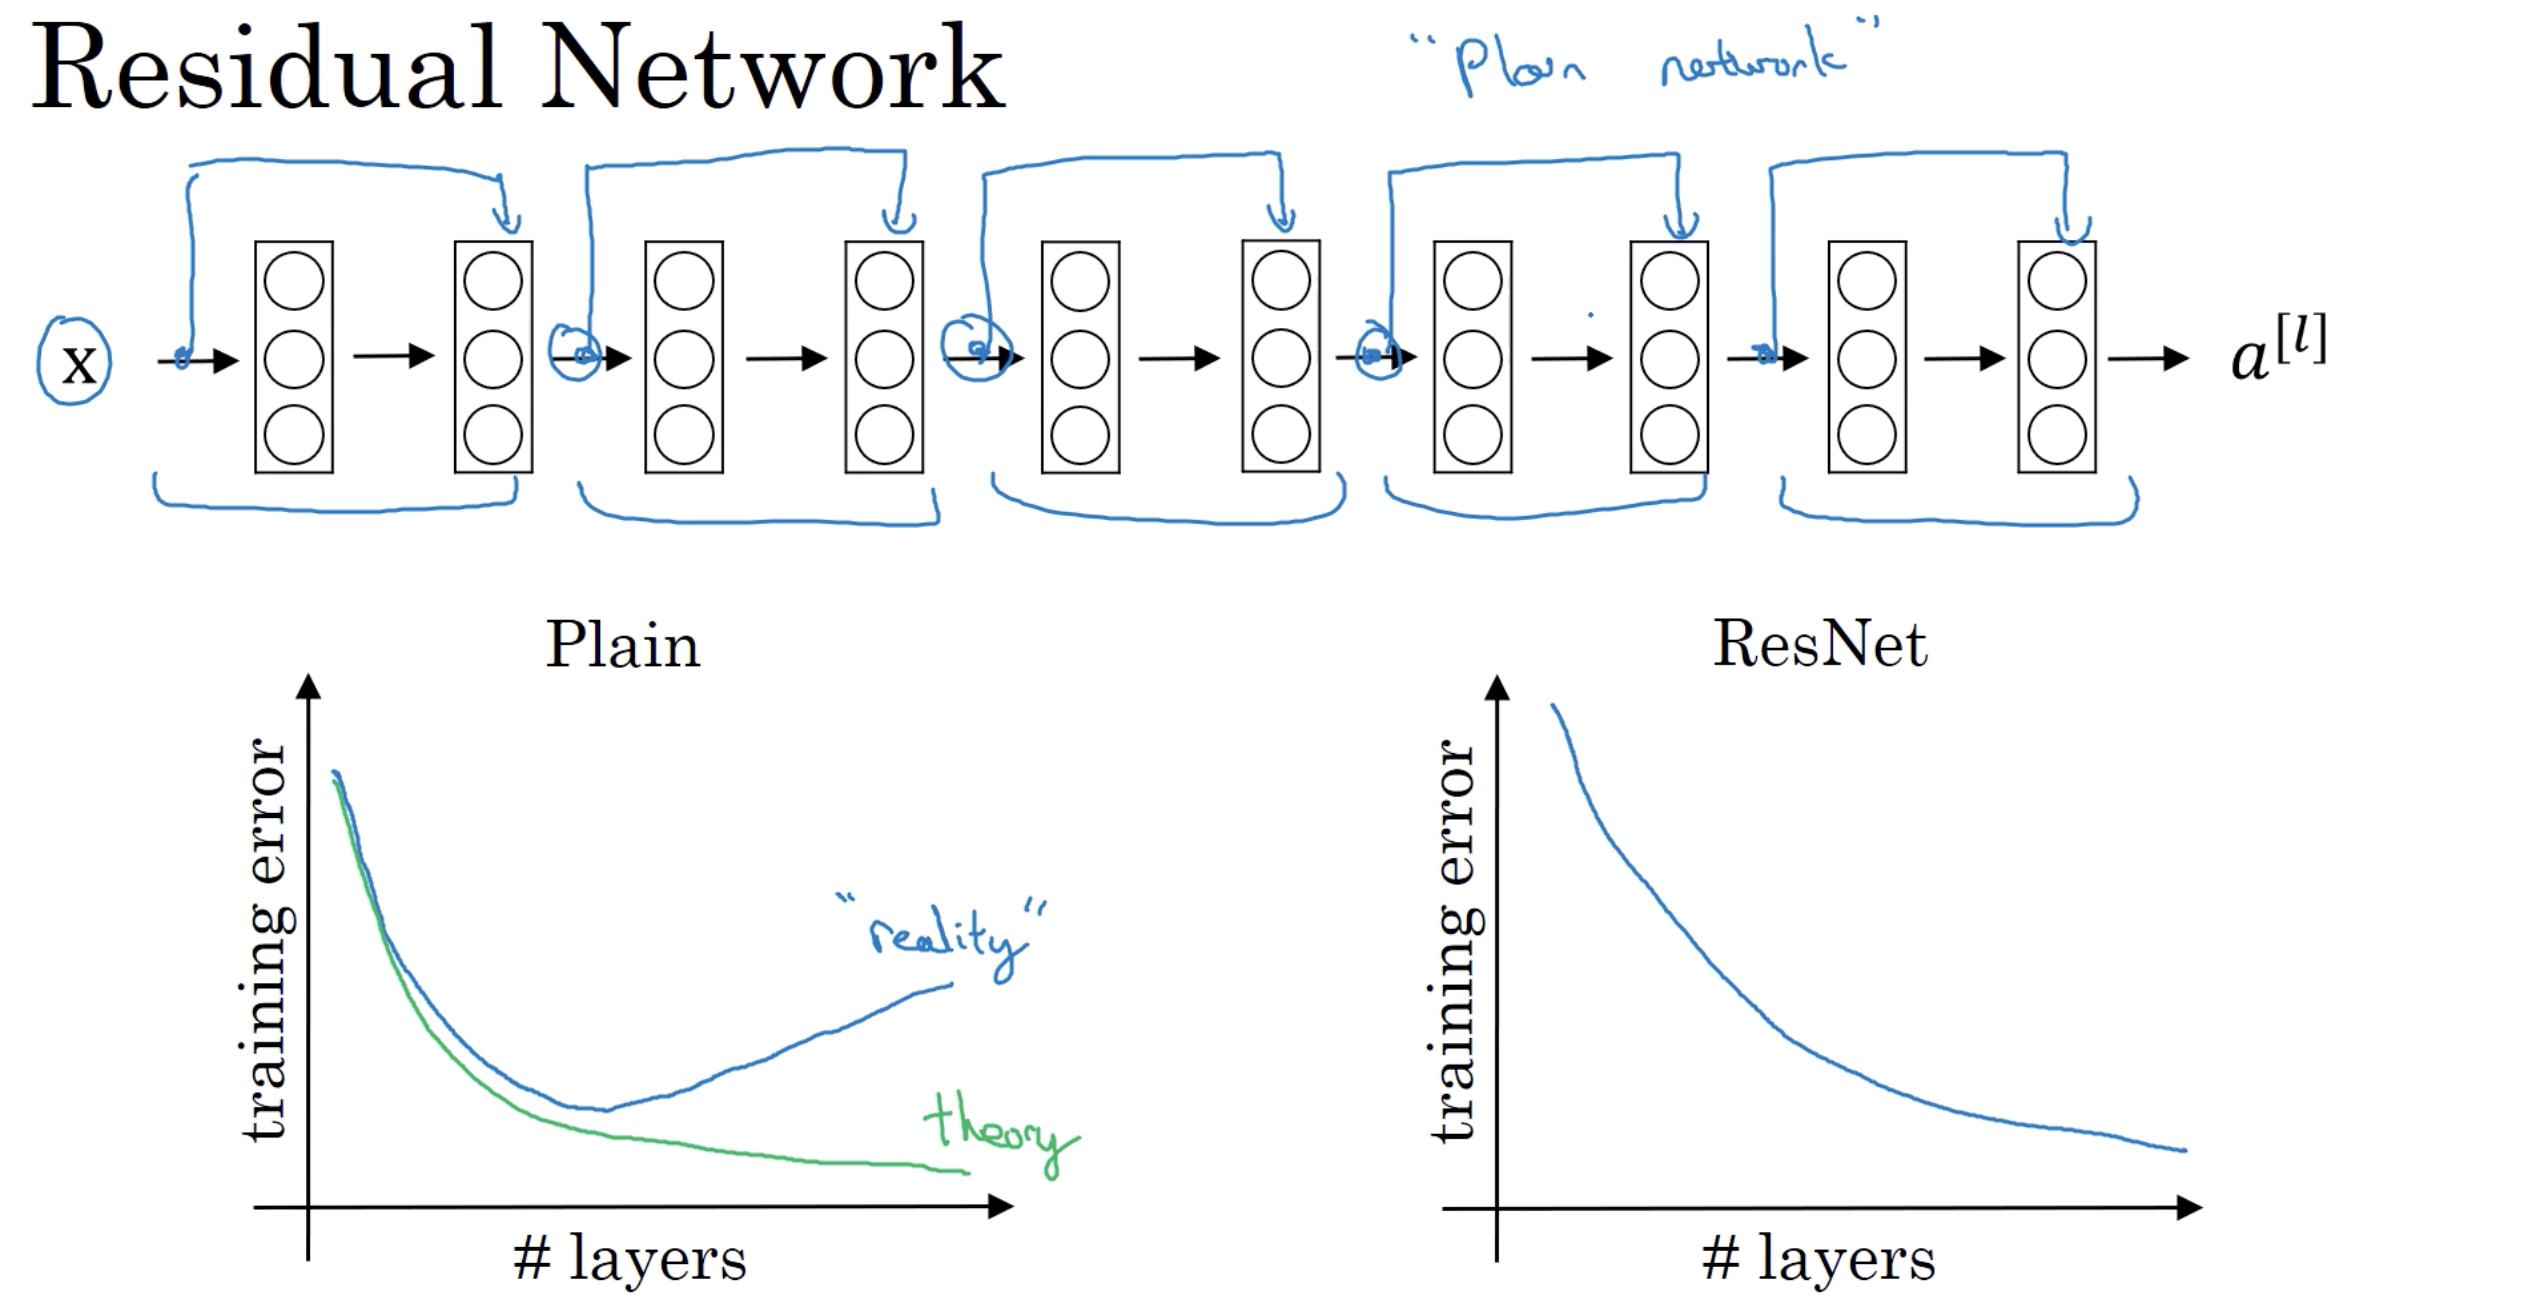 Residual Network
"Plain network"
x
a[l]
Plain
ResNet
training error
"reality"
theory
# layers
training error
# layers